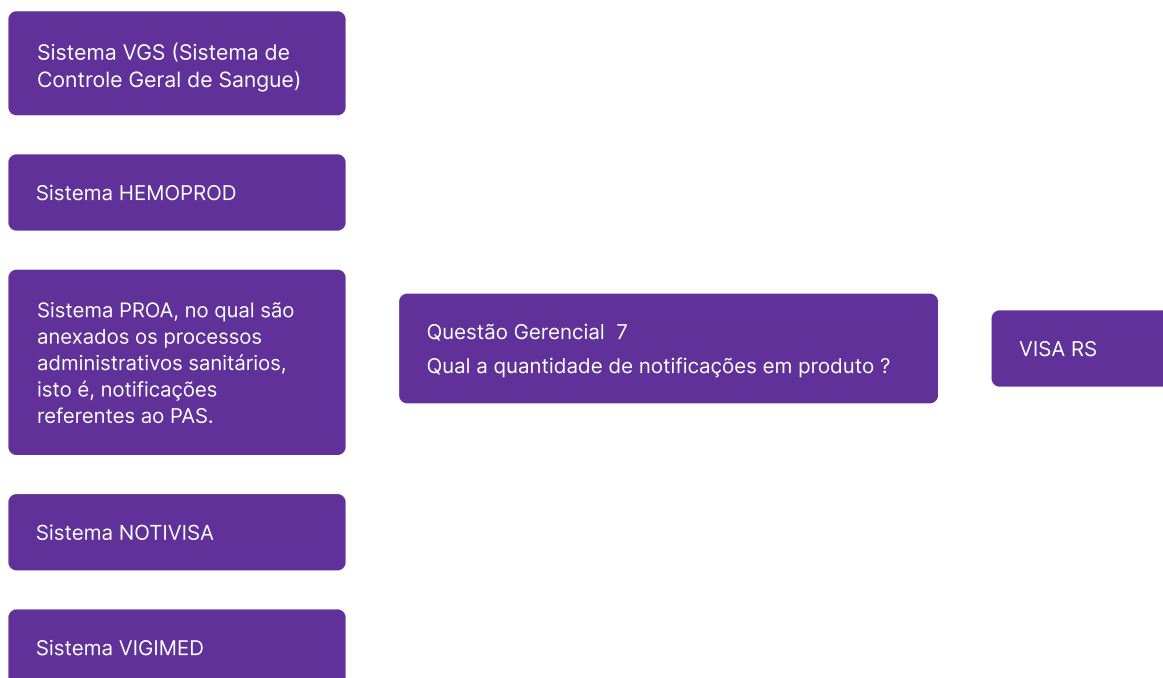 Sistema VGS (Sistema de
Controle Geral de Sangue)
Sistema HEMOPROD
Sistema PROA, no qual são
anexados os processos
administrativos sanitários,
isto é, notificações
referentes ao PAS.
Sistema NOTIVISA
Sistema VIGIMED
Questão Gerencial  7
Qual a quantidade de notificações em produto ?
VISA RS